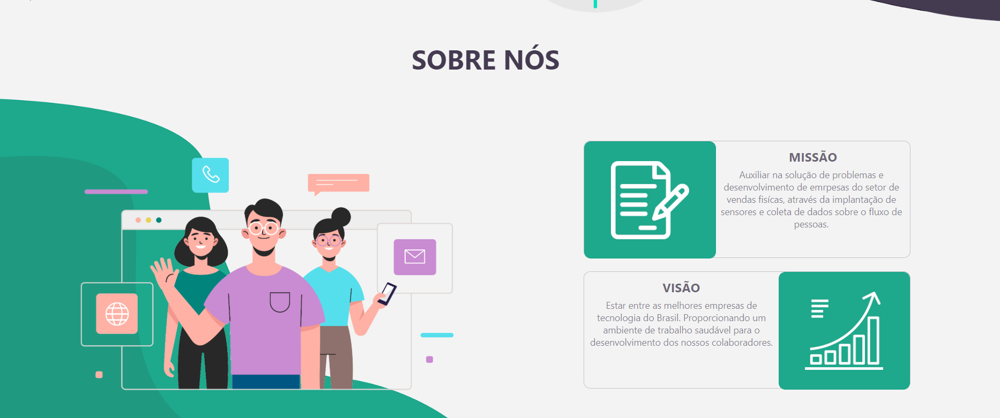 SOBRE NÓS
MISSÃO
Auxiliar na solução de problemas e
desenvolvimento de emrpesas do setor de
vendas fisícas, através da implantação de
sensores e coleta de dados sobre o fluxo de
pessoas.
VISÃO
Estar entre as melhores empresas de
tecnologia do Brasil. Proporcionando um
ambiente de trabalho saudável para o
desenvolvimento dos nossos colaboradores.